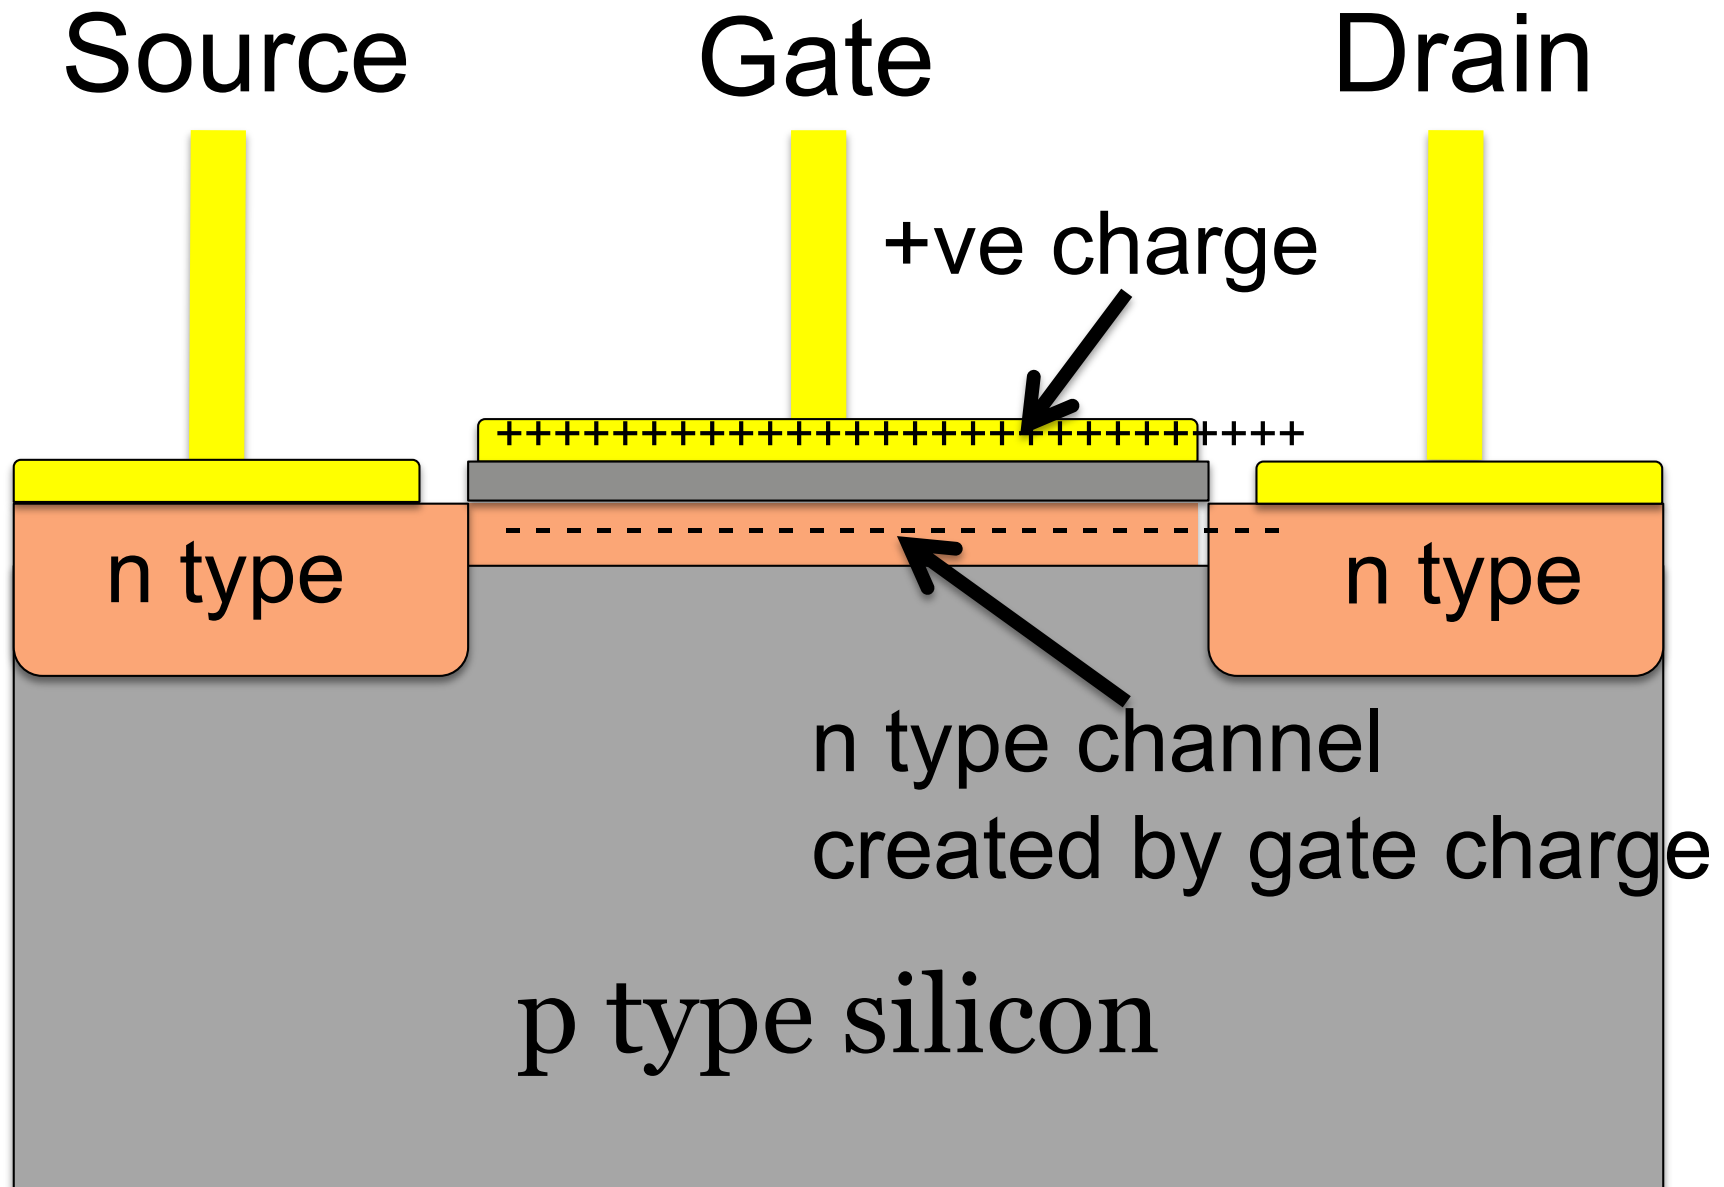 Source Gate Drain
+ve charge
++++++++++++++++++++++++++++
- - - - - - - - - - - - - - - - - - - - - - - - - - -
n type n type
n type channel
created by gate charge
p type silicon